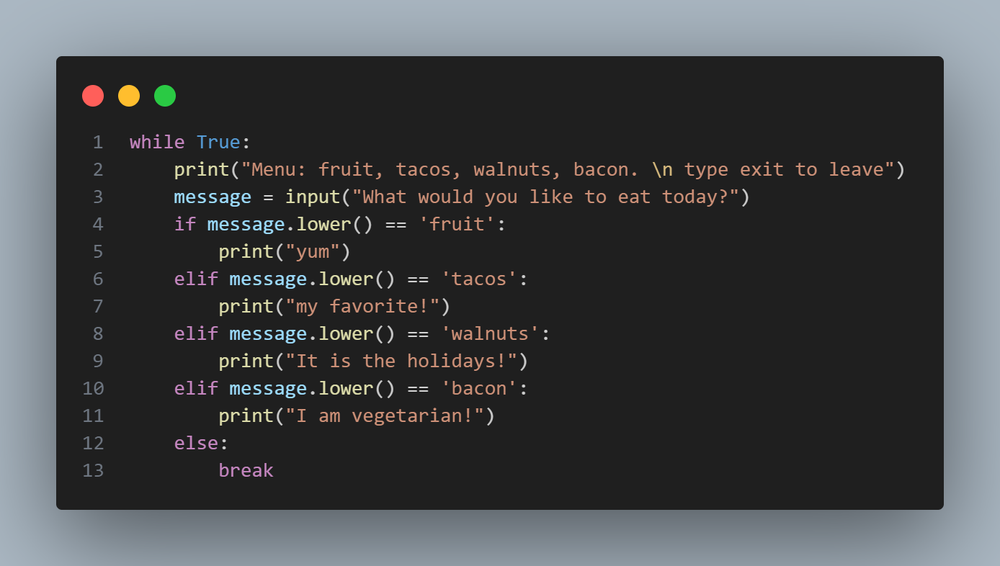 1 while True:
2     print("Menu: fruit, tacos, walnuts, bacon. \n type exit to leave")
3     message = input("What would you like to eat today?")
4     if message.lower() == 'fruit':
5         print("yum")
6     elif message.lower() == 'tacos':
7         print("my favorite!")
8     elif message.lower() == 'walnuts':
9         print("It is the holidays!")
10     elif message.lower() == 'bacon':
11         print("I am vegetarian!")
12     else:
13         break